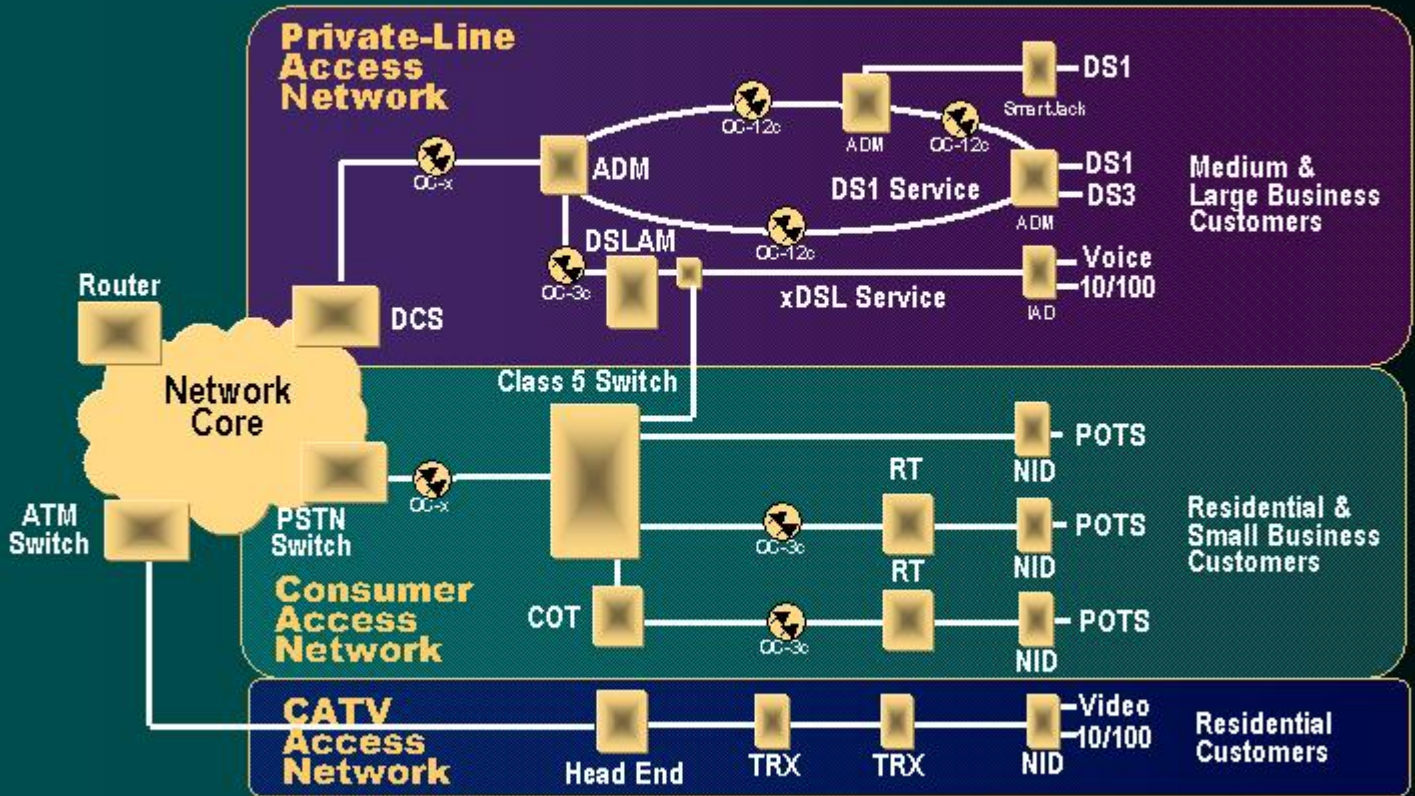 Private-Line
Access
Network
DS1
SmartJack
OC-12c
ADM
OC-12c
OC-x
ADM
DS1 Service
DS1
DS3
ADM
Medium &
Large Business
Customers
OC-12c
DSLAM
OC-3c
xDSL Service
Voice
10/100
IAD
Router
DCS
Network
Core
Class 5 Switch
POTS
NID
RT
OC-x
ATM
Switch
PSTN
Switch
OC-3c
POTS
NID
Residential &
Small Business
Customers
RT
Consumer
Access
Network
COT
OC-3c
POTS
NID
CATV
Access
Network
Head End
TRX
TRX
NID
Video
10/100
Residential
Customers